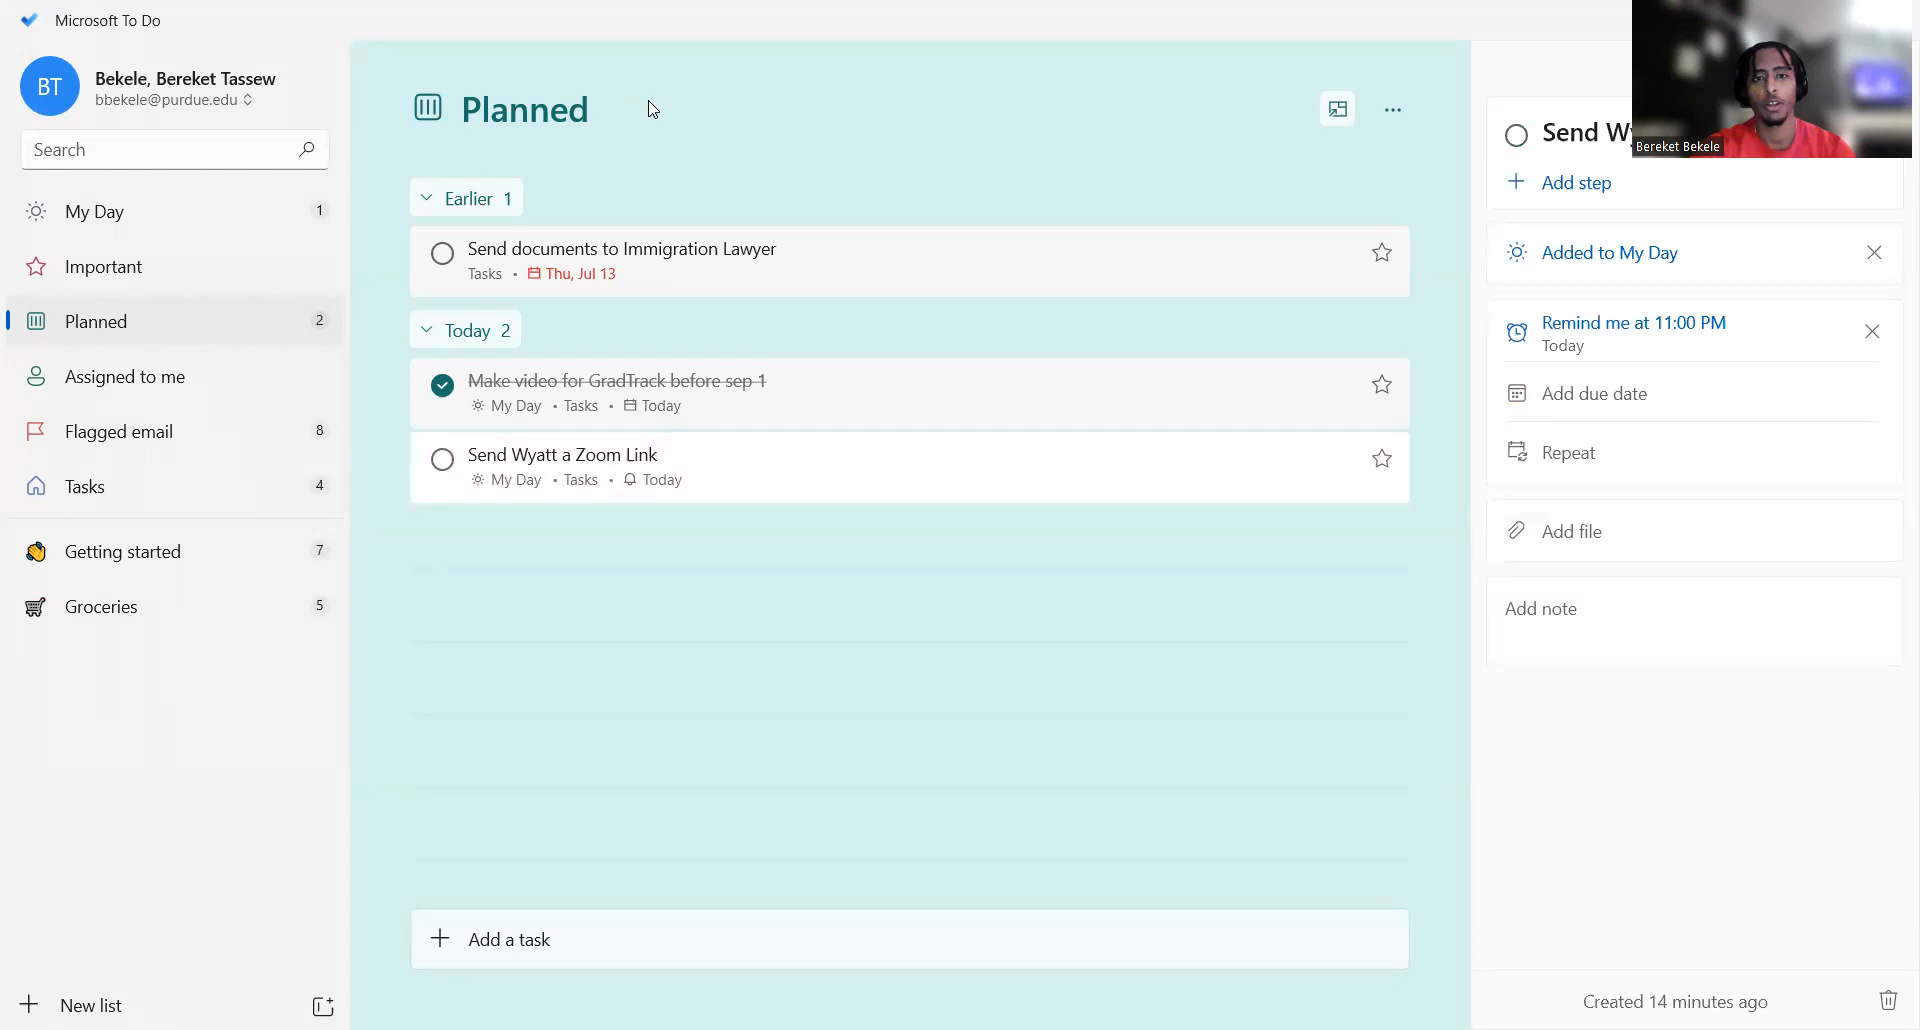 Microsoft To Do
BT
Bekele, Bereket Tassew
bbekele@purdue.edu
Search
My Day 1
Important
Planned 2
Assigned to me
Flagged email 8
Tasks 4
Getting started 7
Groceries 5
New list
Planned
Earlier 1
Send documents to Immigration Lawyer
Tasks • Thu, Jul 13
Today 2
Make video for GradTrack before sep 1
My Day • Tasks • Today
Send Wyatt a Zoom Link
My Day • Tasks • Today
Add a task
Send Wy
Bereket Bekele
Add step
Added to My Day
Remind me at 11:00 PM
Today
Add due date
Repeat
Add file
Add note
Created 14 minutes ago